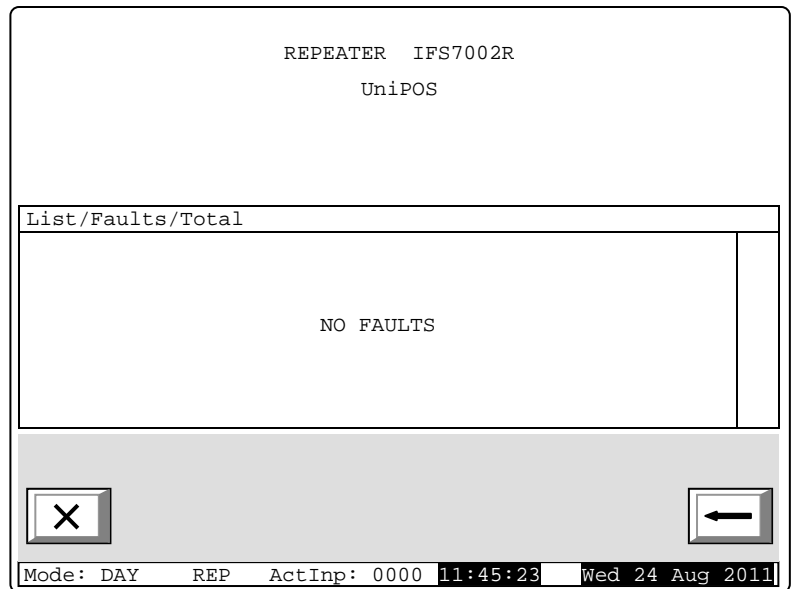 REPEATER IFS7002R
UniPOS
List/Faults/Total
NO FAULTS
Mode: DAY REP ActInp: 0000 11:45:23 Wed 24 Aug 2011